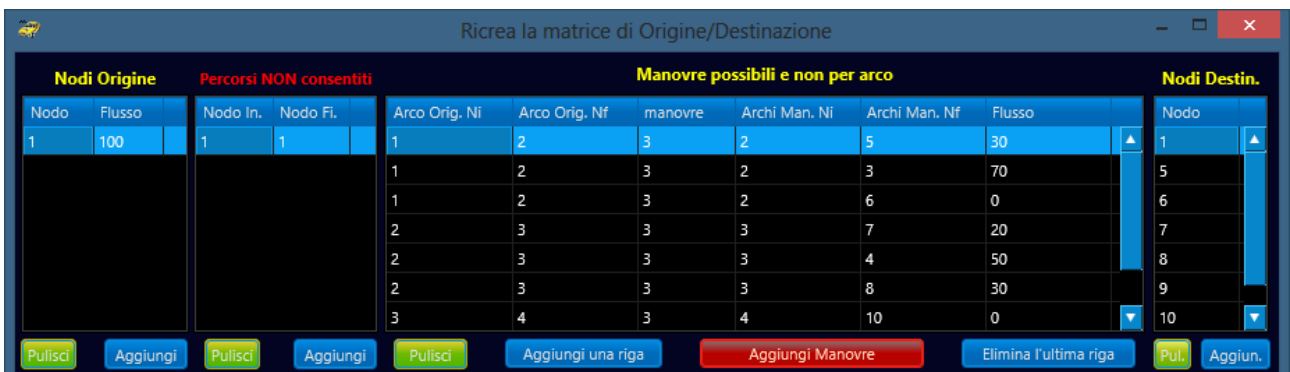 Ricrea la matrice di Origine/Destinazione
Nodi Origine Percorsi NON consentiti Manovre possibili e non per arco Nodi Destin.
Nodo Flusso Nodo In. Nodo Fi. Arco Orig. Ni Arco Orig. Nf manovre Archi Man. Ni Archi Man. Nf Flusso Nodo
1 100 1 1 1 2 3 2 5 30 1
1 2 3 2 3 70 5
1 2 3 2 6 0 6
2 3 3 3 7 20 7
2 3 3 3 4 50 8
2 3 3 3 8 30 9
3 4 3 4 10 0 10
Pulisci Aggiungi Pulisci Aggiungi Pulisci Aggiungi una riga Aggiungi Manovre Elimina l'ultima riga Pul. Aggiun.